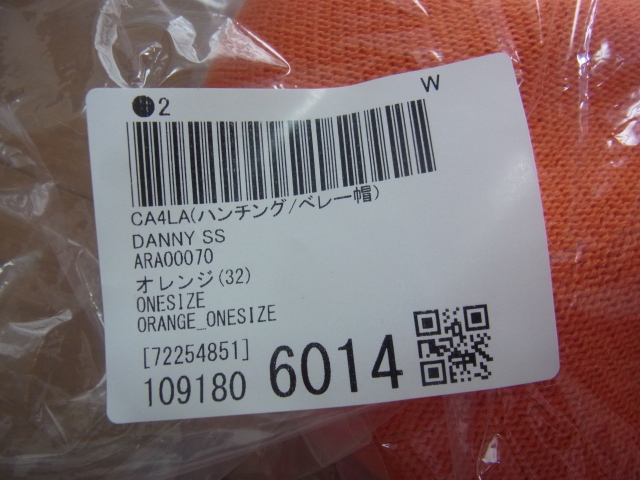 ●2
W
CA4LA(ハンチング/ベレー帽)
DANNY SS
ARA00070
オレンジ(32)
ONESIZE
ORANGE_ONESIZE
[72254851]
109180 6014